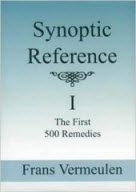 Synoptic
Reference
I
The First
500 Remedies
Frans Vermeulen